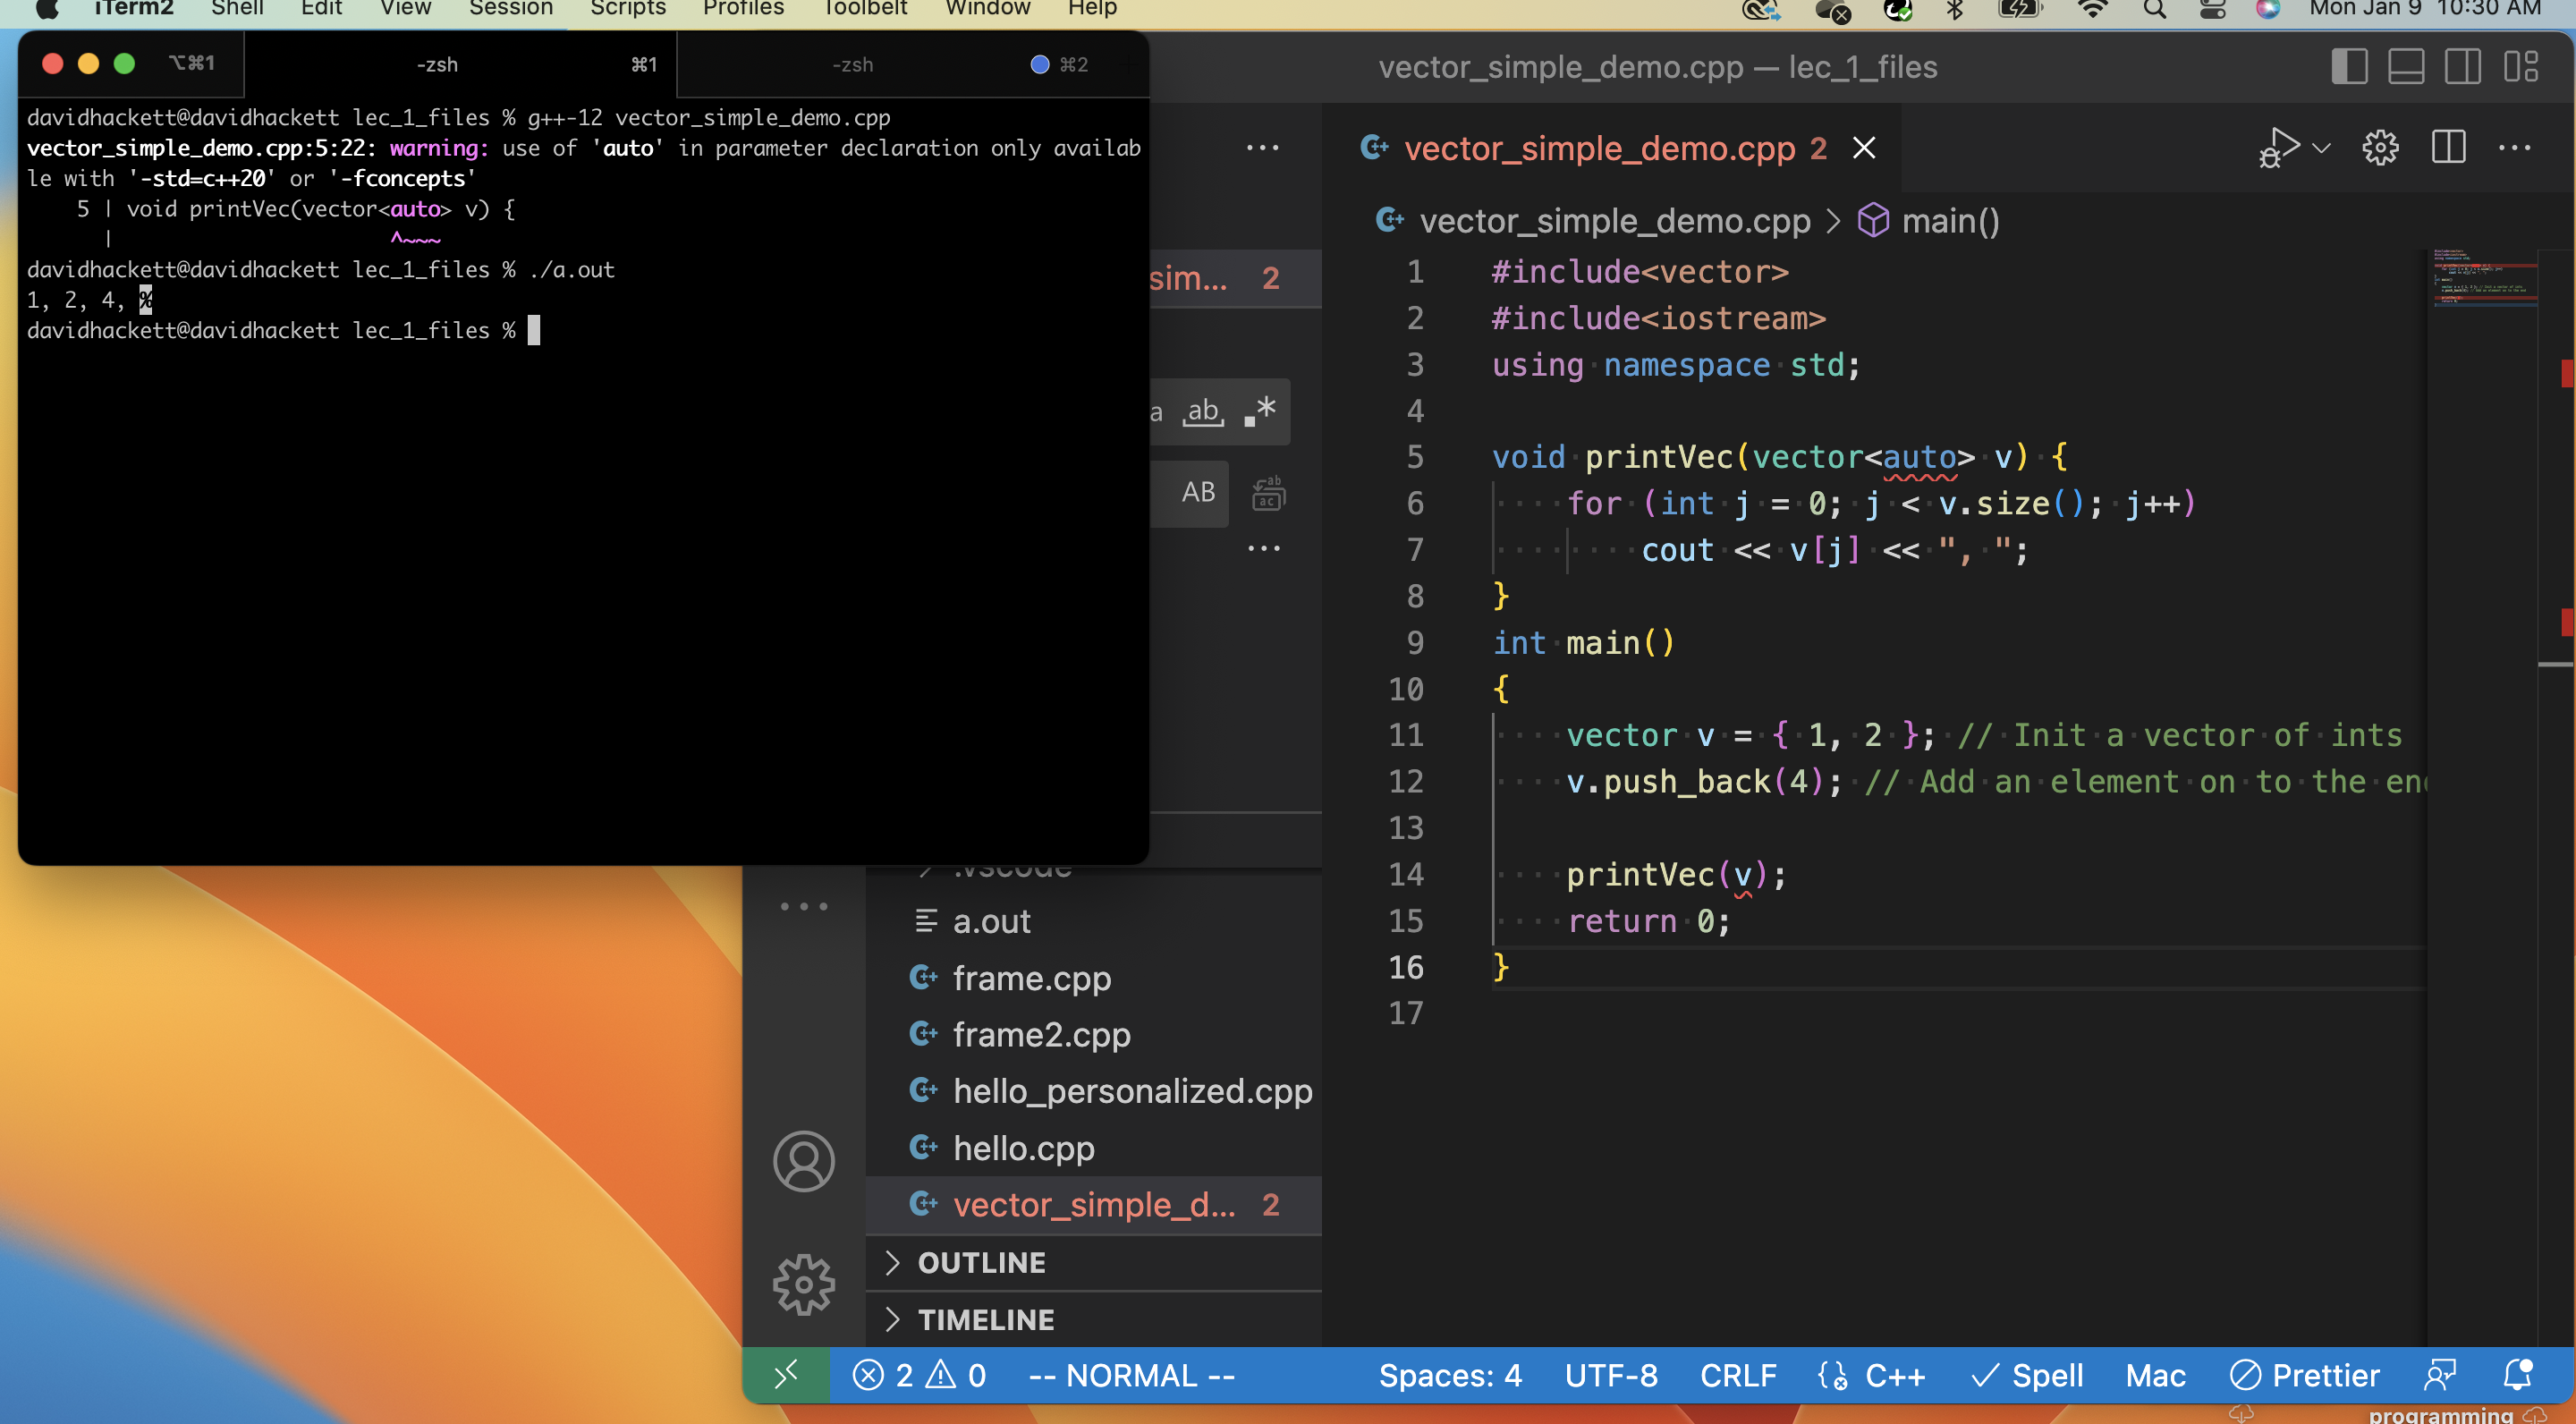 iTerm2 Shell Edit View Session Scripts Profiles Toolbelt Window Help Mon Jan 9 10:30 AM
⌥⌘1 -zsh ⌘1 -zsh ⌘2
davidhackett@davidhackett lec_1_files % g++-12 vector_simple_demo.cpp
vector_simple_demo.cpp:5:22: warning: use of 'auto' in parameter declaration only availab
le with '-std=c++20' or '-fconcepts'
5 | void printVec(vector<auto> v) {
| ^~~~
davidhackett@davidhackett lec_1_files % ./a.out
1, 2, 4, %
davidhackett@davidhackett lec_1_files %
vector_simple_demo.cpp — lec_1_files
sim... 2
a ab .*
AB
.vscode
a.out
frame.cpp
frame2.cpp
hello_personalized.cpp
hello.cpp
vector_simple_d... 2
OUTLINE
TIMELINE
vector_simple_demo.cpp 2
vector_simple_demo.cpp > main()
1 #include<vector>
2 #include<iostream>
3 using namespace std;
4
5 void printVec(vector<auto> v) {
6 for (int j = 0; j < v.size(); j++)
7 cout << v[j] << ", ";
8 }
9 int main()
10 {
11 vector v = { 1, 2 }; // Init a vector of ints
12 v.push_back(4); // Add an element on to the en
13
14 printVec(v);
15 return 0;
16 }
17
2 0 -- NORMAL -- Spaces: 4 UTF-8 CRLF C++ Spell Mac Prettier
programming